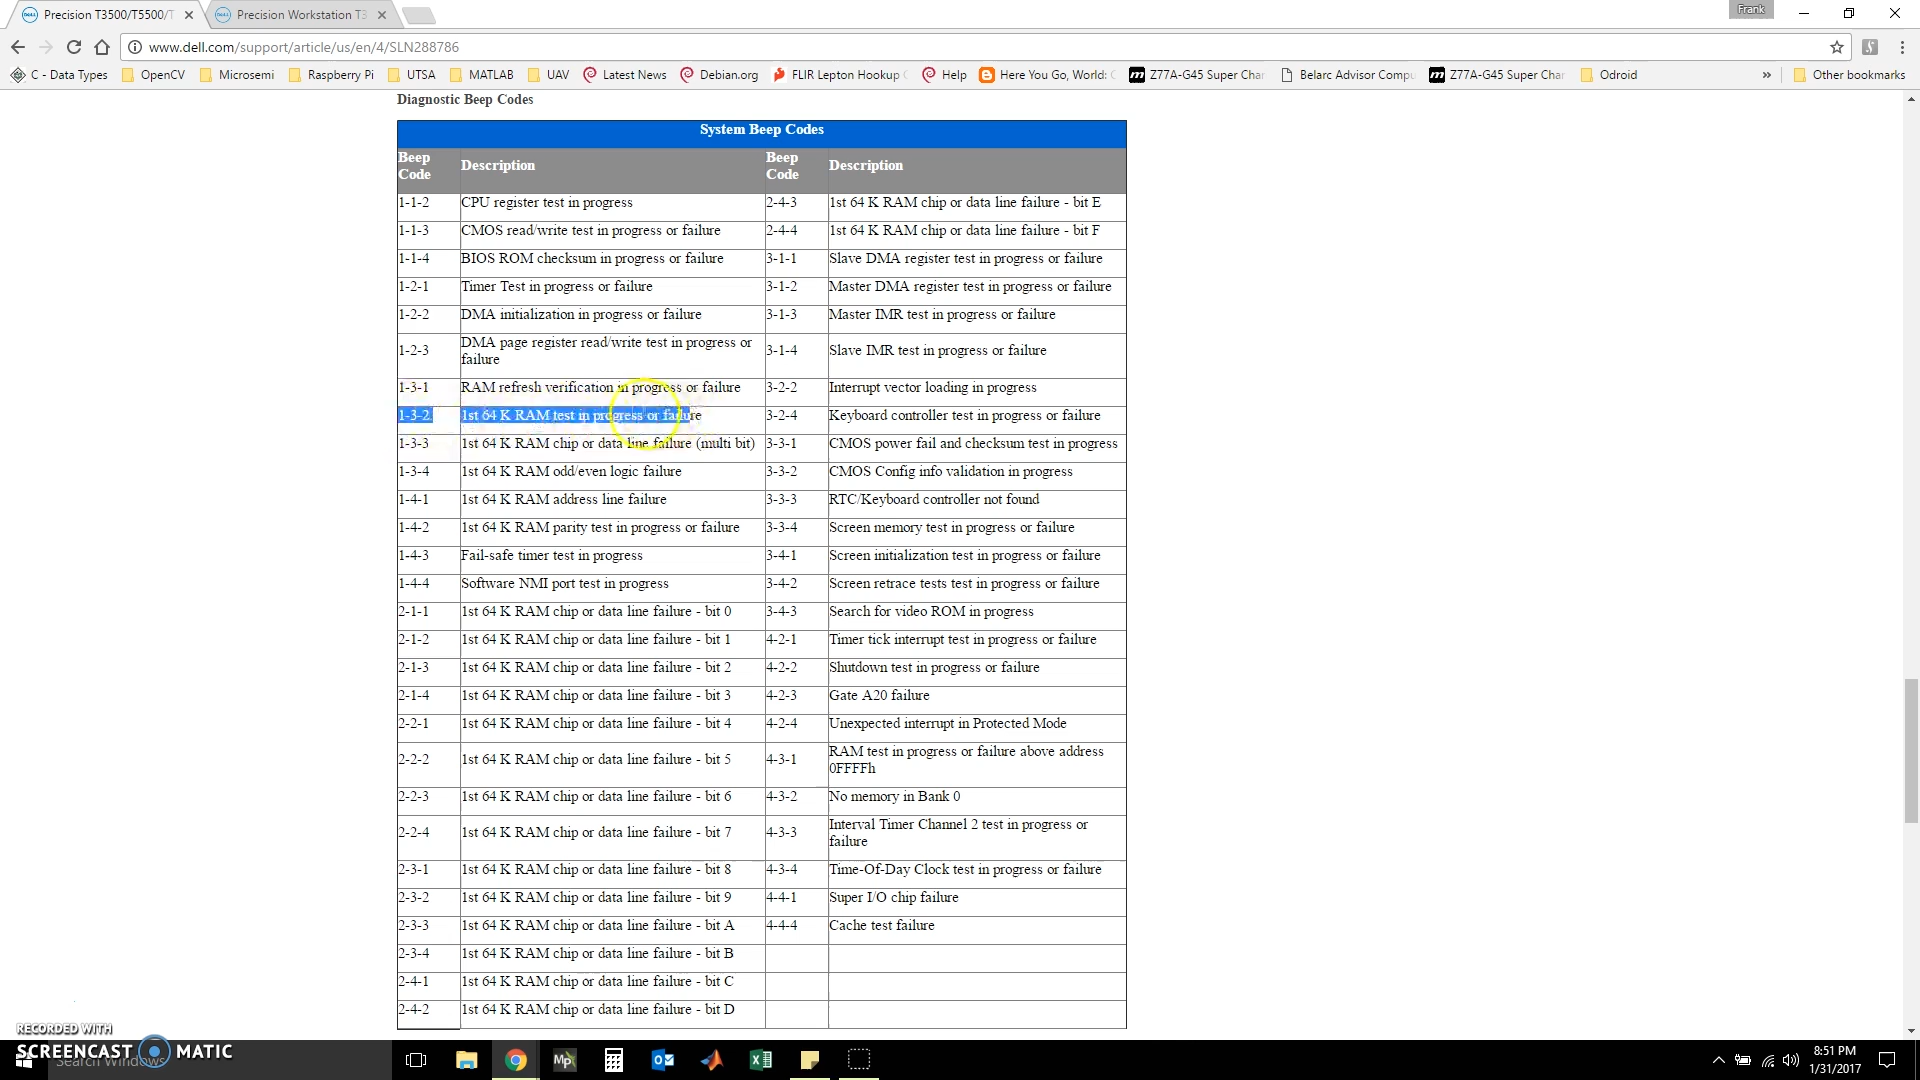 Precision T3500/T5500/T
Precision Workstation T3
Frank
www.dell.com/support/article/us/en/4/SLN288786
C - Data Types
OpenCV
Microsemi
Raspberry Pi
UTSA
MATLAB
UAV
Latest News
Debian.org
FLIR Lepton Hookup
Help
Here You Go, World:
Z77A-G45 Super Char
Belarc Advisor Compu
Z77A-G45 Super Char
Odroid
»
Other bookmarks
Diagnostic Beep Codes
System Beep Codes
Beep Code Description Beep Code Description
1-1-2 CPU register test in progress 2-4-3 1st 64 K RAM chip or data line failure - bit E
1-1-3 CMOS read/write test in progress or failure 2-4-4 1st 64 K RAM chip or data line failure - bit F
1-1-4 BIOS ROM checksum in progress or failure 3-1-1 Slave DMA register test in progress or failure
1-2-1 Timer Test in progress or failure 3-1-2 Master DMA register test in progress or failure
1-2-2 DMA initialization in progress or failure 3-1-3 Master IMR test in progress or failure
1-2-3 DMA page register read/write test in progress or failure 3-1-4 Slave IMR test in progress or failure
1-3-1 RAM refresh verification in progress or failure 3-2-2 Interrupt vector loading in progress
1-3-2 1st 64 K RAM test in progress or failure 3-2-4 Keyboard controller test in progress or failure
1-3-3 1st 64 K RAM chip or data line failure (multi bit) 3-3-1 CMOS power fail and checksum test in progress
1-3-4 1st 64 K RAM odd/even logic failure 3-3-2 CMOS Config info validation in progress
1-4-1 1st 64 K RAM address line failure 3-3-3 RTC/Keyboard controller not found
1-4-2 1st 64 K RAM parity test in progress or failure 3-3-4 Screen memory test in progress or failure
1-4-3 Fail-safe timer test in progress 3-4-1 Screen initialization test in progress or failure
1-4-4 Software NMI port test in progress 3-4-2 Screen retrace tests test in progress or failure
2-1-1 1st 64 K RAM chip or data line failure - bit 0 3-4-3 Search for video ROM in progress
2-1-2 1st 64 K RAM chip or data line failure - bit 1 4-2-1 Timer tick interrupt test in progress or failure
2-1-3 1st 64 K RAM chip or data line failure - bit 2 4-2-2 Shutdown test in progress or failure
2-1-4 1st 64 K RAM chip or data line failure - bit 3 4-2-3 Gate A20 failure
2-2-1 1st 64 K RAM chip or data line failure - bit 4 4-2-4 Unexpected interrupt in Protected Mode
2-2-2 1st 64 K RAM chip or data line failure - bit 5 4-3-1 RAM test in progress or failure above address 0FFFFh
2-2-3 1st 64 K RAM chip or data line failure - bit 6 4-3-2 No memory in Bank 0
2-2-4 1st 64 K RAM chip or data line failure - bit 7 4-3-3 Interval Timer Channel 2 test in progress or failure
2-3-1 1st 64 K RAM chip or data line failure - bit 8 4-3-4 Time-Of-Day Clock test in progress or failure
2-3-2 1st 64 K RAM chip or data line failure - bit 9 4-4-1 Super I/O chip failure
2-3-3 1st 64 K RAM chip or data line failure - bit A 4-4-4 Cache test failure
2-3-4 1st 64 K RAM chip or data line failure - bit B
2-4-1 1st 64 K RAM chip or data line failure - bit C
2-4-2 1st 64 K RAM chip or data line failure - bit D
RECORDED WITH
SCREENCAST MATIC
Search Windows
8:51 PM
1/31/2017